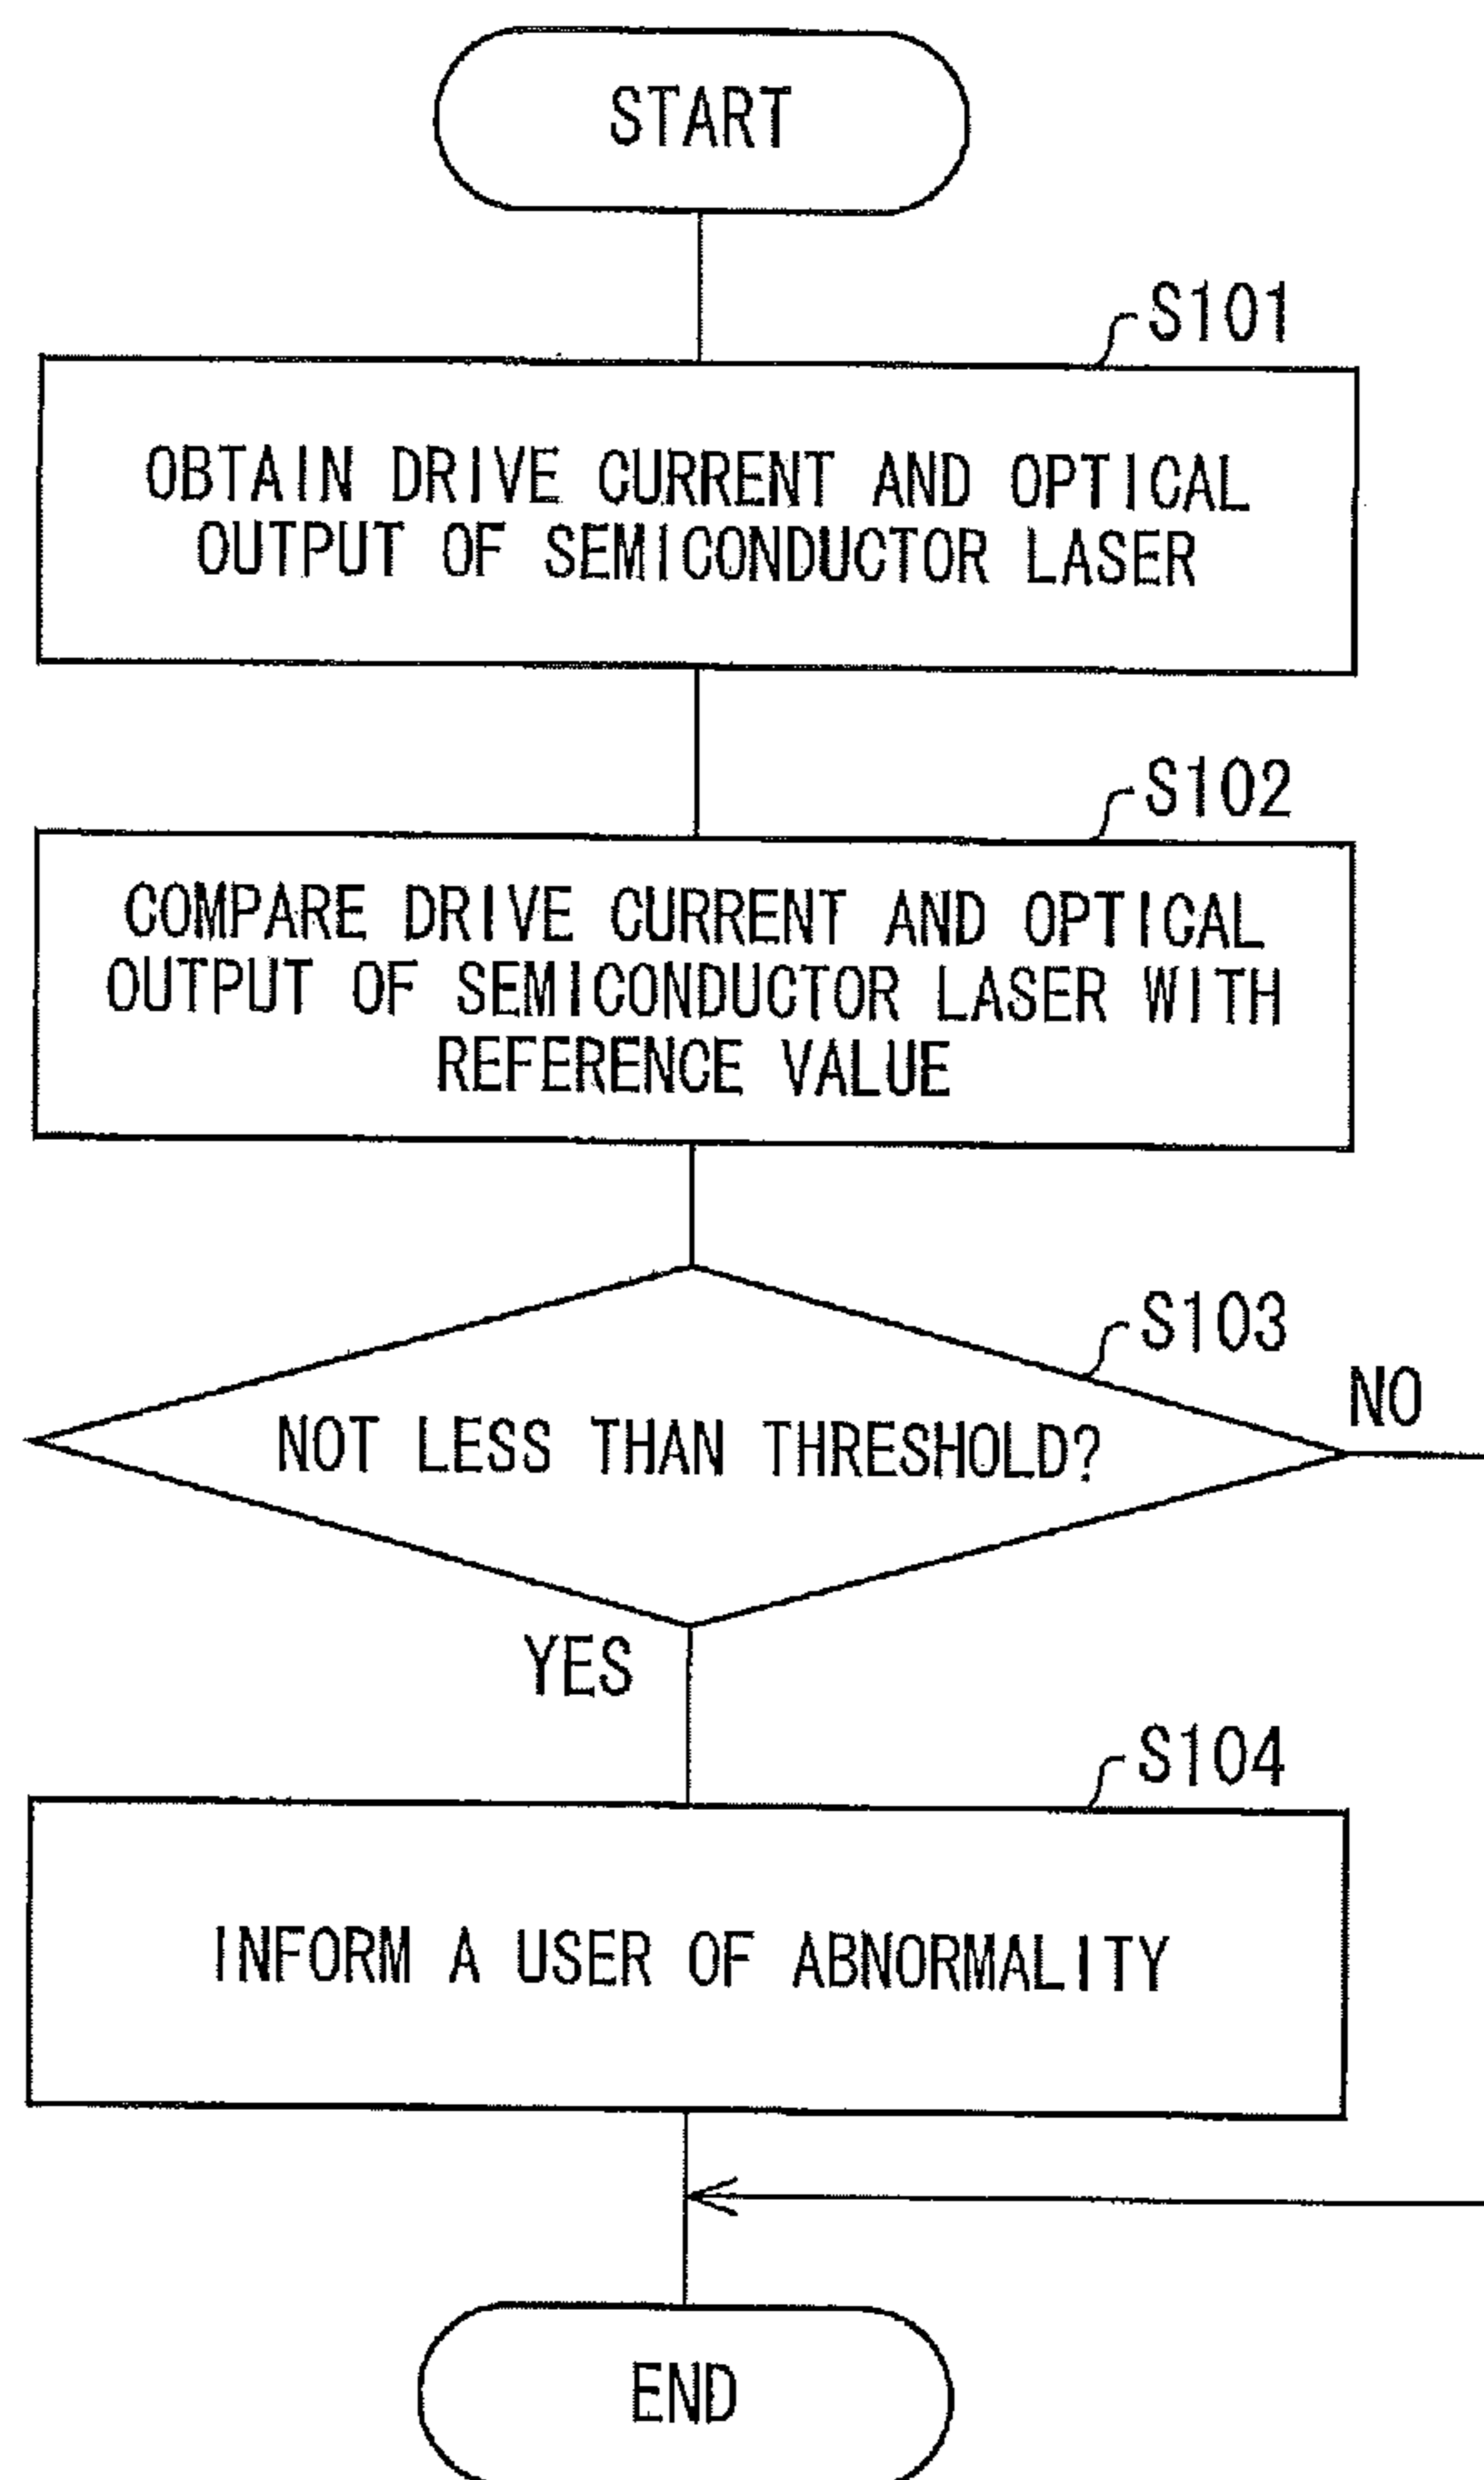 START
S101
OBTAIN DRIVE CURRENT AND OPTICAL
OUTPUT OF SEMICONDUCTOR LASER
S102
COMPARE DRIVE CURRENT AND OPTICAL
OUTPUT OF SEMICONDUCTOR LASER WITH
REFERENCE VALUE
S103
NO
NOT LESS THAN THRESHOLD?
YES
S104
INFORM A USER OF ABNORMALITY
END